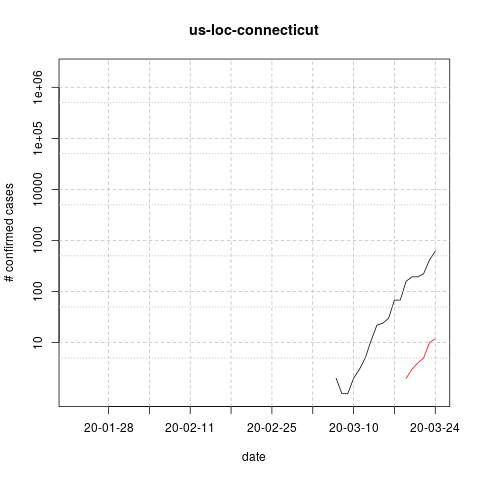 us-loc-connecticut
# confirmed cases
1e+06
1e+05
10000
1000
100
10
20-01-28 20-02-11 20-02-25 20-03-10 20-03-24
date